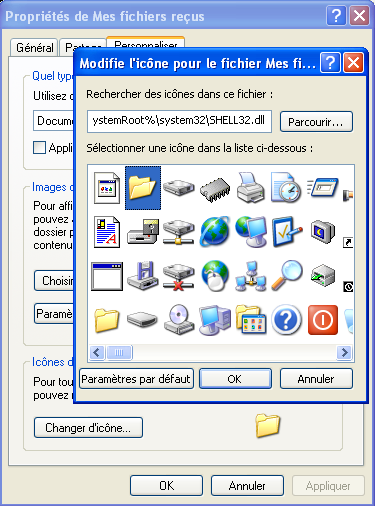 Propriétés de Mes fichiers reçus
Général
Partage
Personnaliser
Modifie l'icône pour le fichier Mes fi...
Rechercher des icônes dans ce fichier :
ystemRoot%\system32\SHELL32.dll
Parcourir...
Sélectionner une icône dans la liste ci-dessous :
Paramètres par défaut
OK
Annuler
Quel type
Utilisez c
Docume
Appli
Images d
Pour affi
pouvez
dossier p
contenu
Choisir
Paramè
Icônes d
Pour tou
pouvez
Changer d'icône...
OK
Annuler
Appliquer